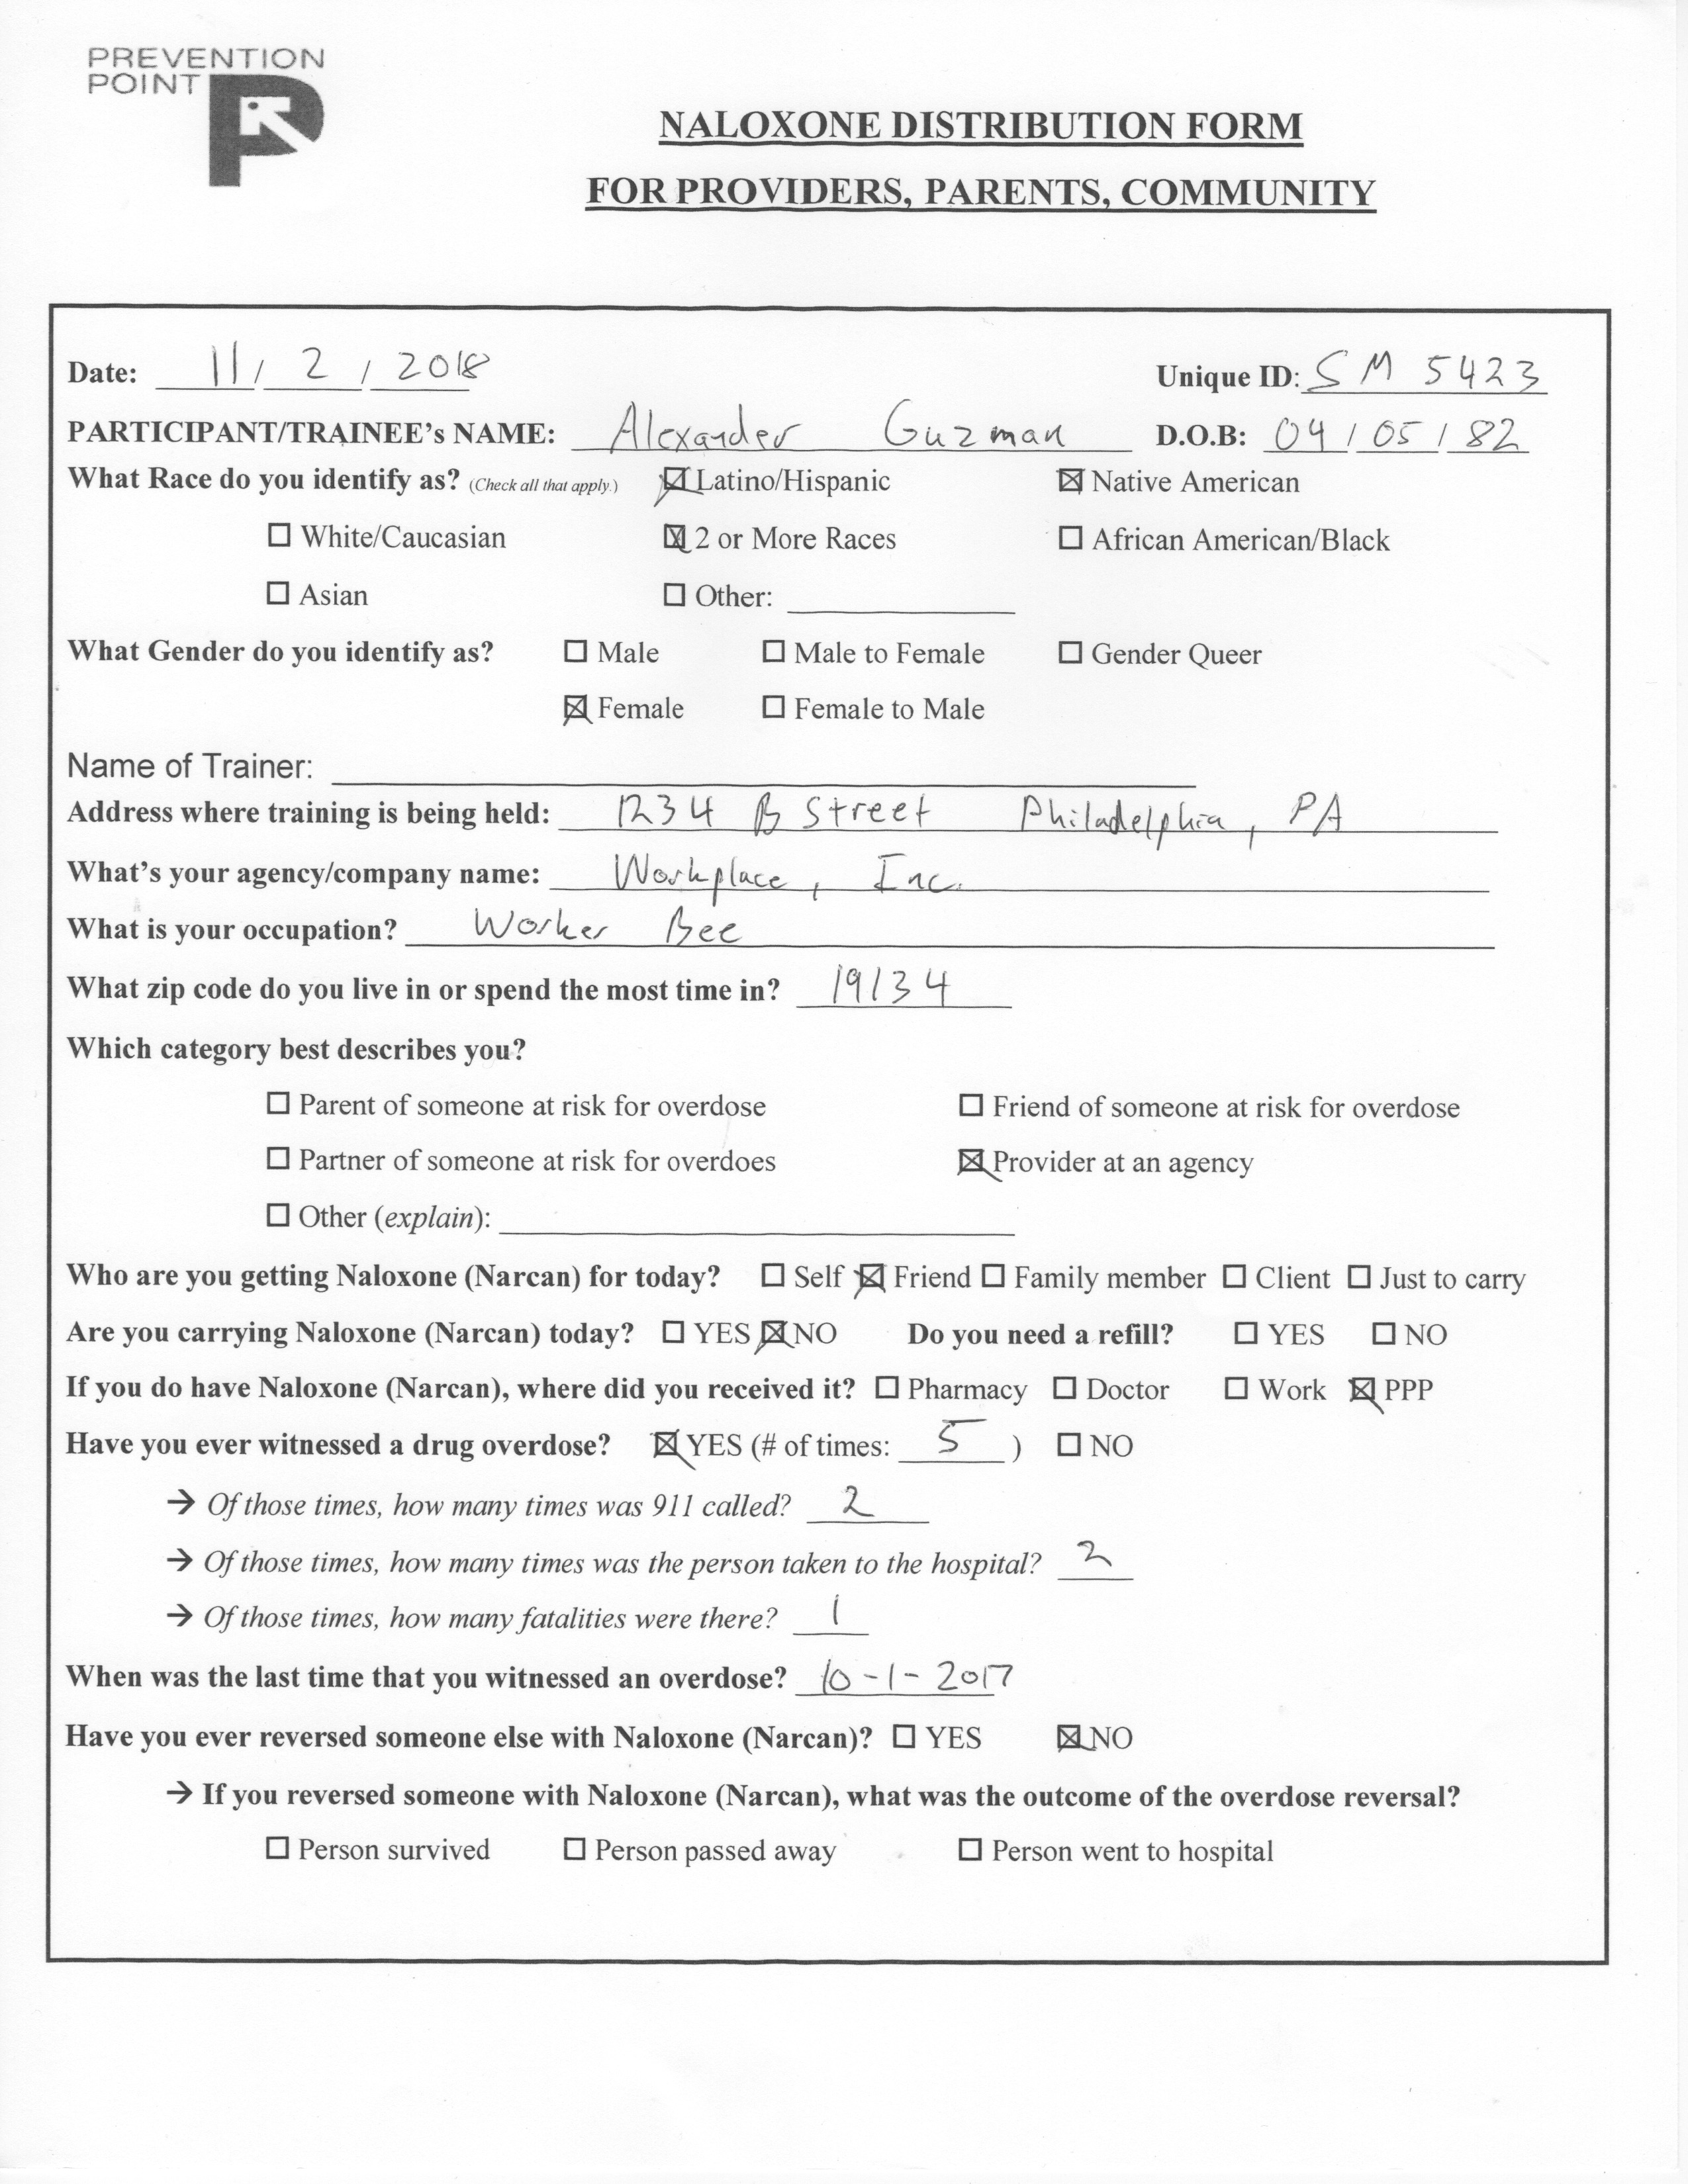 PREVENTION
POINT
NALOXONE DISTRIBUTION FORM
FOR PROVIDERS, PARENTS, COMMUNITY
Date: 11 / 2 / 2018 Unique ID: SM 5423
PARTICIPANT/TRAINEE's NAME: Alexander Guzman D.O.B: 04 / 05 / 82
What Race do you identify as? (Check all that apply.) ☒ Latino/Hispanic ☒ Native American
☐ White/Caucasian ☒ 2 or More Races ☐ African American/Black
☐ Asian ☐ Other: ____
What Gender do you identify as? ☐ Male ☐ Male to Female ☐ Gender Queer
☒ Female ☐ Female to Male
Name of Trainer: ____
Address where training is being held: 1234 B Street Philadelphia, PA
What's your agency/company name: Workplace, Inc.
What is your occupation? Worker Bee
What zip code do you live in or spend the most time in? 19134
Which category best describes you?
☐ Parent of someone at risk for overdose ☐ Friend of someone at risk for overdose
☐ Partner of someone at risk for overdoes ☒ Provider at an agency
☐ Other (explain): ____
Who are you getting Naloxone (Narcan) for today? ☐ Self ☒ Friend ☐ Family member ☐ Client ☐ Just to carry
Are you carrying Naloxone (Narcan) today? ☐ YES ☒ NO Do you need a refill? ☐ YES ☐ NO
If you do have Naloxone (Narcan), where did you received it? ☐ Pharmacy ☐ Doctor ☐ Work ☒ PPP
Have you ever witnessed a drug overdose? ☒ YES (# of times: 5 ) ☐ NO
→ Of those times, how many times was 911 called? 2
→ Of those times, how many times was the person taken to the hospital? 2
→ Of those times, how many fatalities were there? 1
When was the last time that you witnessed an overdose? 10-1-2017
Have you ever reversed someone else with Naloxone (Narcan)? ☐ YES ☒ NO
→ If you reversed someone with Naloxone (Narcan), what was the outcome of the overdose reversal?
☐ Person survived ☐ Person passed away ☐ Person went to hospital